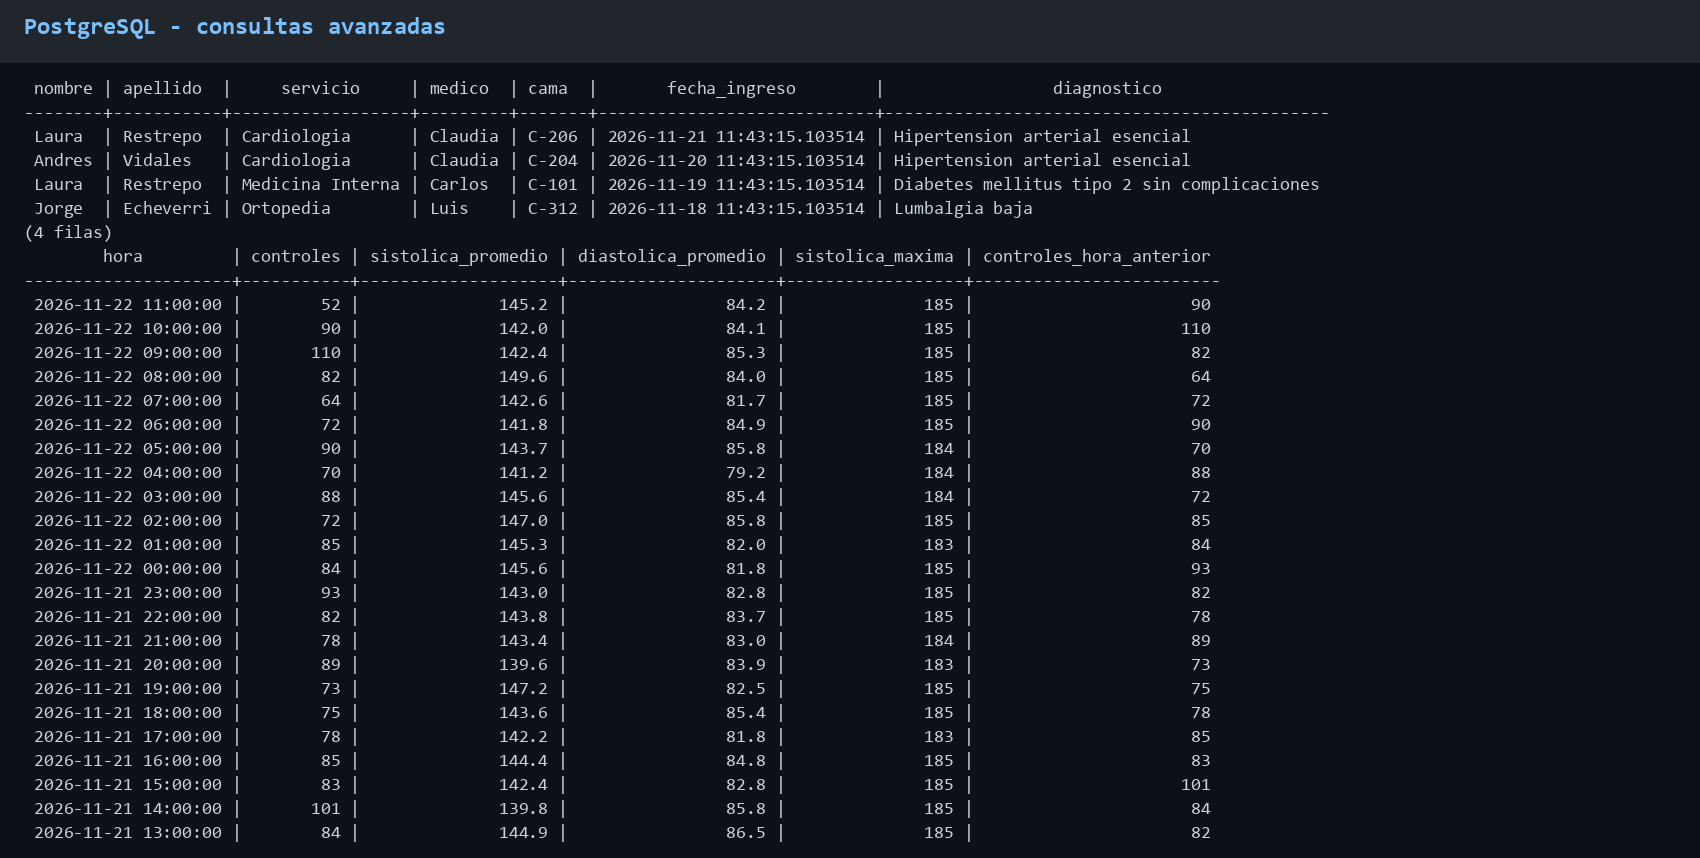 PostgreSQL - consultas avanzadas
 nombre | apellido  |     servicio     | medico  | cama  |       fecha_ingreso        |                 diagnostico
--------+-----------+------------------+---------+-------+----------------------------+---------------------------------------------
 Laura  | Restrepo  | Cardiologia      | Claudia | C-206 | 2026-11-21 11:43:15.103514 | Hipertension arterial esencial
 Andres | Vidales   | Cardiologia      | Claudia | C-204 | 2026-11-20 11:43:15.103514 | Hipertension arterial esencial
 Laura  | Restrepo  | Medicina Interna | Carlos  | C-101 | 2026-11-19 11:43:15.103514 | Diabetes mellitus tipo 2 sin complicaciones
 Jorge  | Echeverri | Ortopedia        | Luis    | C-312 | 2026-11-18 11:43:15.103514 | Lumbalgia baja
(4 filas)
        hora         | controles | sistolica_promedio | diastolica_promedio | sistolica_maxima | controles_hora_anterior
---------------------+-----------+--------------------+---------------------+------------------+-------------------------
 2026-11-22 11:00:00 |        52 |              145.2 |                84.2 |              185 |                      90
 2026-11-22 10:00:00 |        90 |              142.0 |                84.1 |              185 |                     110
 2026-11-22 09:00:00 |       110 |              142.4 |                85.3 |              185 |                      82
 2026-11-22 08:00:00 |        82 |              149.6 |                84.0 |              185 |                      64
 2026-11-22 07:00:00 |        64 |              142.6 |                81.7 |              185 |                      72
 2026-11-22 06:00:00 |        72 |              141.8 |                84.9 |              185 |                      90
 2026-11-22 05:00:00 |        90 |              143.7 |                85.8 |              184 |                      70
 2026-11-22 04:00:00 |        70 |              141.2 |                79.2 |              184 |                      88
 2026-11-22 03:00:00 |        88 |              145.6 |                85.4 |              184 |                      72
 2026-11-22 02:00:00 |        72 |              147.0 |                85.8 |              185 |                      85
 2026-11-22 01:00:00 |        85 |              145.3 |                82.0 |              183 |                      84
 2026-11-22 00:00:00 |        84 |              145.6 |                81.8 |              185 |                      93
 2026-11-21 23:00:00 |        93 |              143.0 |                82.8 |              185 |                      82
 2026-11-21 22:00:00 |        82 |              143.8 |                83.7 |              185 |                      78
 2026-11-21 21:00:00 |        78 |              143.4 |                83.0 |              184 |                      89
 2026-11-21 20:00:00 |        89 |              139.6 |                83.9 |              183 |                      73
 2026-11-21 19:00:00 |        73 |              147.2 |                82.5 |              185 |                      75
 2026-11-21 18:00:00 |        75 |              143.6 |                85.4 |              185 |                      78
 2026-11-21 17:00:00 |        78 |              142.2 |                81.8 |              183 |                      85
 2026-11-21 16:00:00 |        85 |              144.4 |                84.8 |              185 |                      83
 2026-11-21 15:00:00 |        83 |              142.4 |                82.8 |              185 |                     101
 2026-11-21 14:00:00 |       101 |              139.8 |                85.8 |              185 |                      84
 2026-11-21 13:00:00 |        84 |              144.9 |                86.5 |              185 |                      82